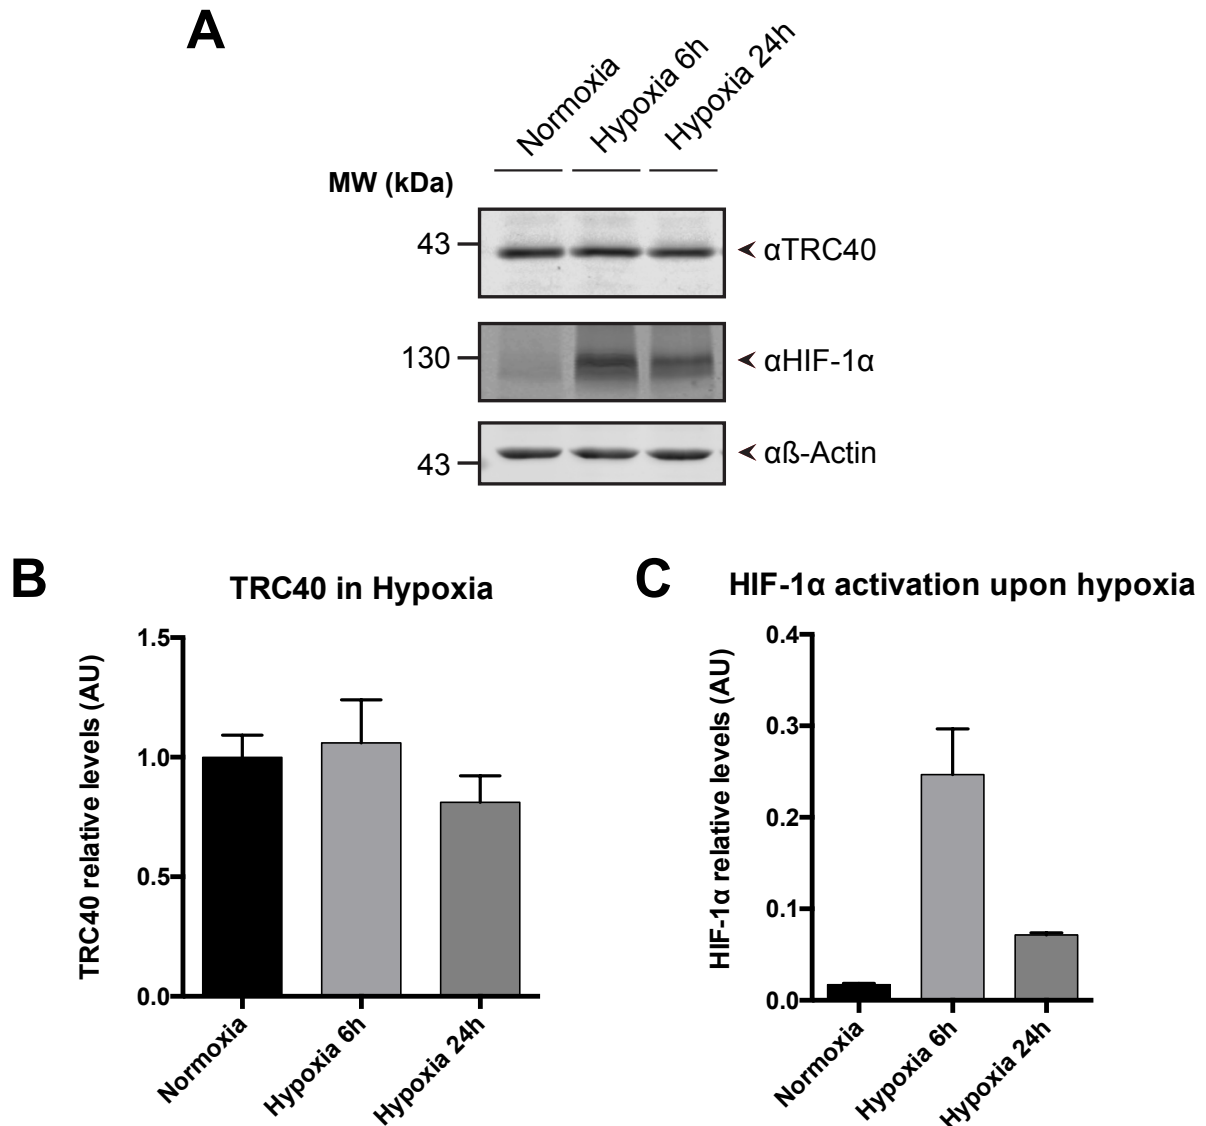 A
Normoxia
Hypoxia 6h
Hypoxia 24h
MW (kDa)
43
αTRC40
130
αHIF-1α
αß-Actin
43
B
TRC40 in Hypoxia
TRC40 relative levels (AU)
1.5
1.0
0.5
0.0
Normoxia
Hypoxia 6h
Hypoxia 24h
C
HIF-1α activation upon hypoxia
HIF-1α relative levels (AU)
0.4
0.3
0.2
0.1
0.0
Normoxia
Hypoxia 6h
Hypoxia 24h